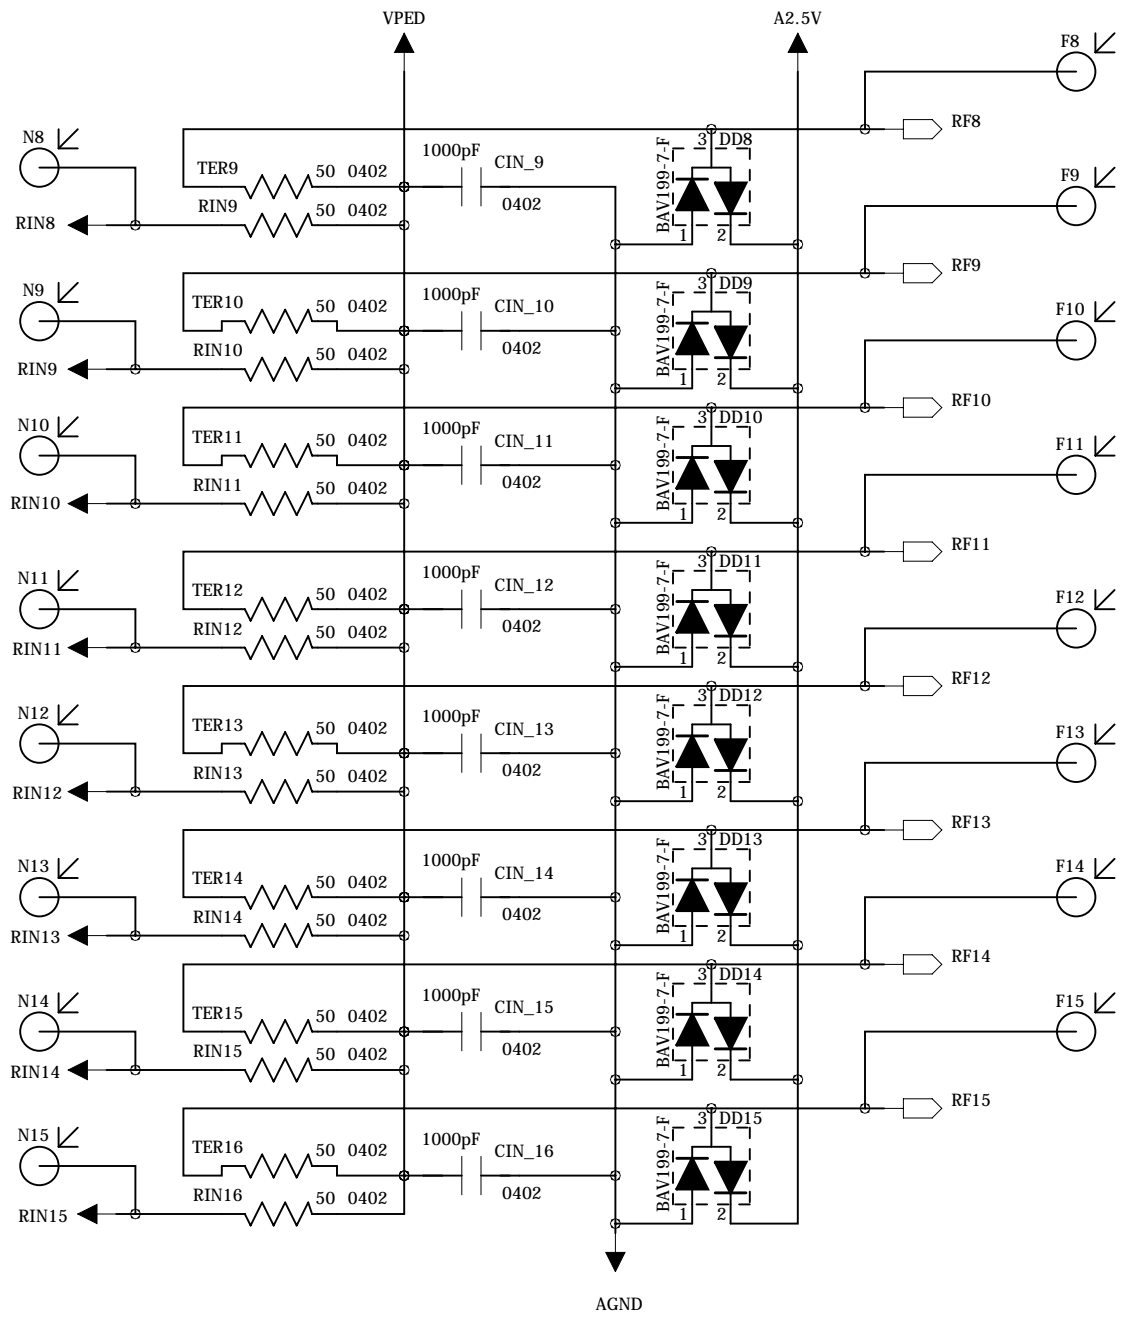 VPED A2.5V
F8
RF8
N8
TER9 50 0402 1000pF CIN_9 0402
RIN9 50 0402
RIN8
BAV199-7-F 3 DD8 1 2
F9
RF9
N9
TER10 50 0402 1000pF CIN_10 0402
RIN10 50 0402
RIN9
BAV199-7-F 3 DD9 1 2
F10
RF10
N10
TER11 50 0402 1000pF CIN_11 0402
RIN11 50 0402
RIN10
BAV199-7-F 3 DD10 1 2
F11
RF11
N11
TER12 50 0402 1000pF CIN_12 0402
RIN12 50 0402
RIN11
BAV199-7-F 3 DD11 1 2
F12
RF12
N12
TER13 50 0402 1000pF CIN_13 0402
RIN13 50 0402
RIN12
BAV199-7-F 3 DD12 1 2
F13
RF13
N13
TER14 50 0402 1000pF CIN_14 0402
RIN14 50 0402
RIN13
BAV199-7-F 3 DD13 1 2
F14
RF14
N14
TER15 50 0402 1000pF CIN_15 0402
RIN15 50 0402
RIN14
BAV199-7-F 3 DD14 1 2
F15
RF15
N15
TER16 50 0402 1000pF CIN_16 0402
RIN16 50 0402
RIN15
BAV199-7-F 3 DD15 1 2
AGND